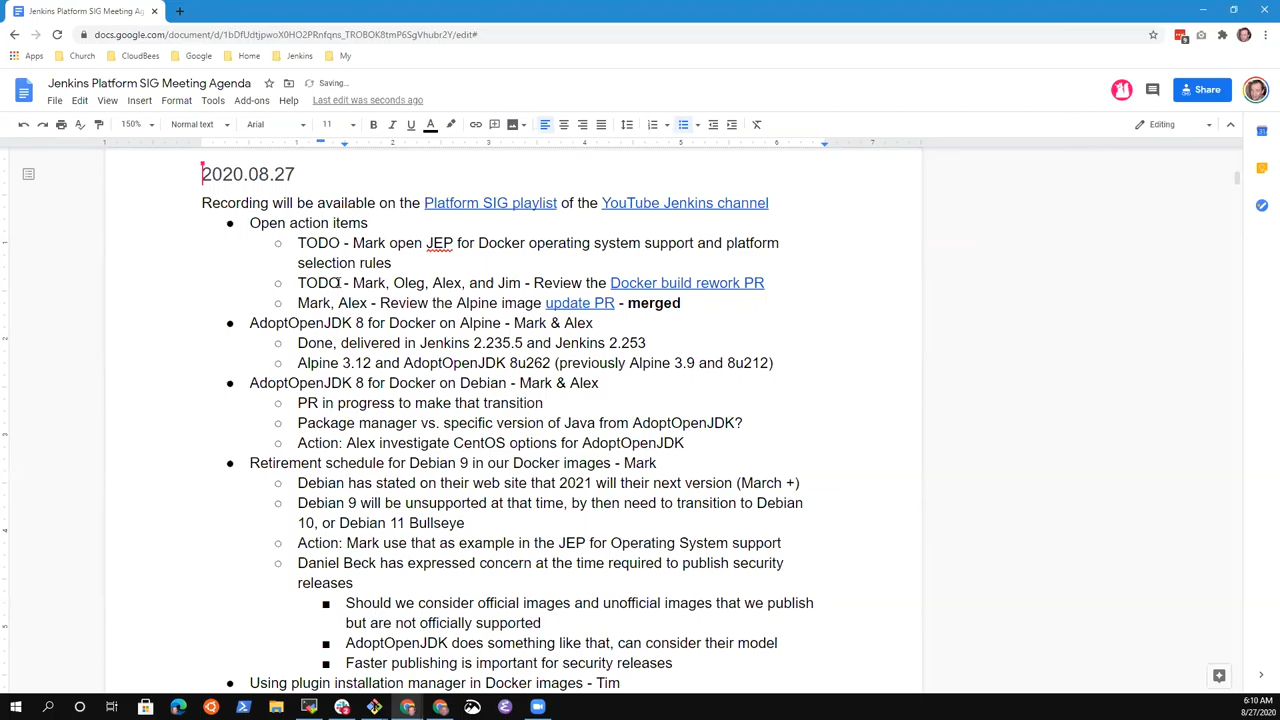 Jenkins Platform SIG Meeting Ag
docs.google.com/document/d/1bDfUdtjpwoX0HO2PRnfqns_TROBOK8tmP6SgVhubr2Y/edit#
Apps Church CloudBees Google Home Jenkins My
Jenkins Platform SIG Meeting Agenda Saving...
File Edit View Insert Format Tools Add-ons Help Last edit was seconds ago
Share
150% Normal text Arial 11 B I U A Editing
1 1 2 3 4 5 6 7
2020.08.27
Recording will be available on the Platform SIG playlist of the YouTube Jenkins channel
● Open action items
○ TODO - Mark open JEP for Docker operating system support and platform
selection rules
○ TODO - Mark, Oleg, Alex, and Jim - Review the Docker build rework PR
○ Mark, Alex - Review the Alpine image update PR - merged
● AdoptOpenJDK 8 for Docker on Alpine - Mark & Alex
○ Done, delivered in Jenkins 2.235.5 and Jenkins 2.253
○ Alpine 3.12 and AdoptOpenJDK 8u262 (previously Alpine 3.9 and 8u212)
● AdoptOpenJDK 8 for Docker on Debian - Mark & Alex
○ PR in progress to make that transition
○ Package manager vs. specific version of Java from AdoptOpenJDK?
○ Action: Alex investigate CentOS options for AdoptOpenJDK
● Retirement schedule for Debian 9 in our Docker images - Mark
○ Debian has stated on their web site that 2021 will their next version (March +)
○ Debian 9 will be unsupported at that time, by then need to transition to Debian
10, or Debian 11 Bullseye
○ Action: Mark use that as example in the JEP for Operating System support
○ Daniel Beck has expressed concern at the time required to publish security
releases
■ Should we consider official images and unofficial images that we publish
but are not officially supported
■ AdoptOpenJDK does something like that, can consider their model
■ Faster publishing is important for security releases
● Using plugin installation manager in Docker images - Tim
6:10 AM
8/27/2020